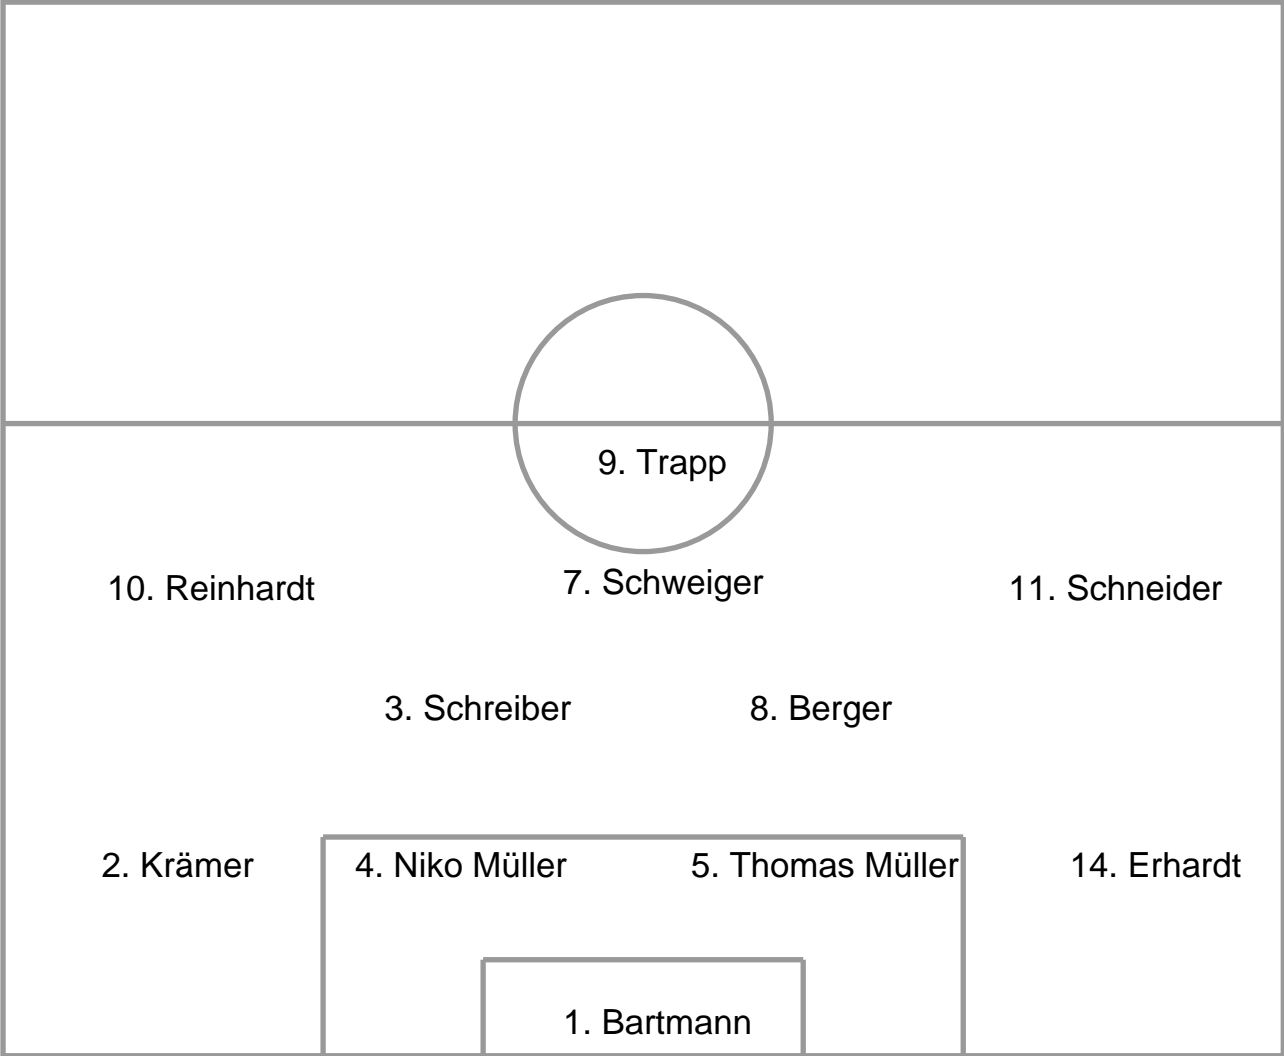 9. Trapp
10. Reinhardt
7. Schweiger
11. Schneider
3. Schreiber
8. Berger
2. Krämer
4. Niko Müller
5. Thomas Müller
14. Erhardt
1. Bartmann